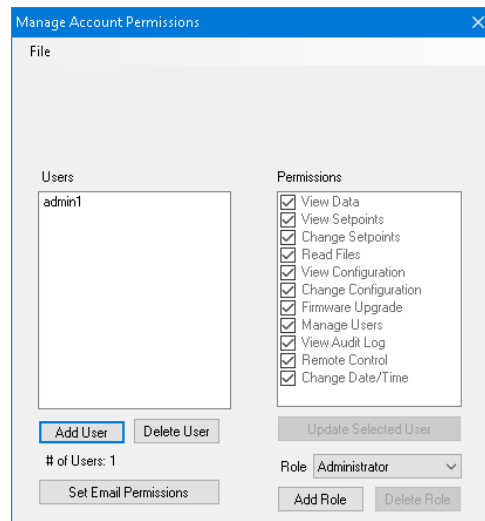 Manage Account Permissions
File
Users
admin1
Add User
Delete User
# of Users: 1
Set Email Permissions
Permissions
View Data
View Setpoints
Change Setpoints
Read Files
View Configuration
Change Configuration
Firmware Upgrade
Manage Users
View Audit Log
Remote Control
Change Date/Time
Update Selected User
Role Administrator
Add Role
Delete Role